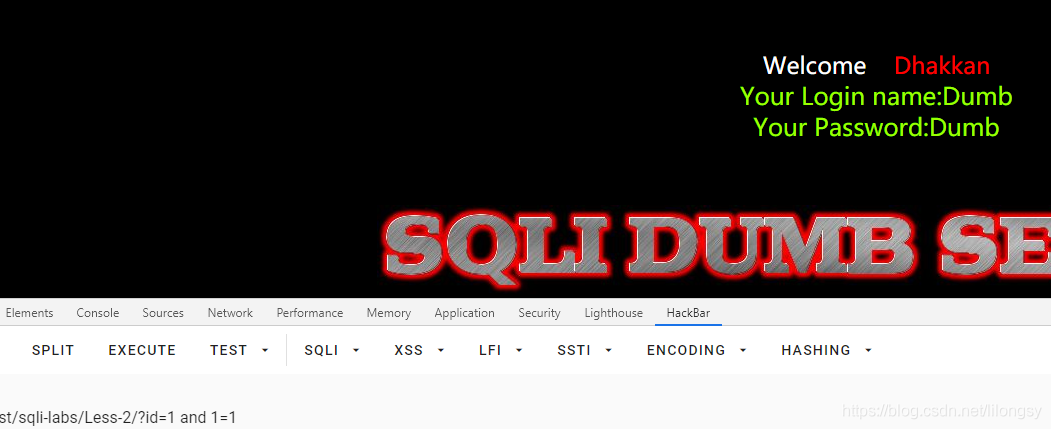 Welcome Dhakkan
Your Login name:Dumb
Your Password:Dumb
SQLI DUMB SE
Elements Console Sources Network Performance Memory Application Security Lighthouse HackBar
SPLIT EXECUTE TEST SQLI XSS LFI SSTI ENCODING HASHING
st/sqli-labs/Less-2/?id=1 and 1=1
https://blog.csdn.net/lilongsy